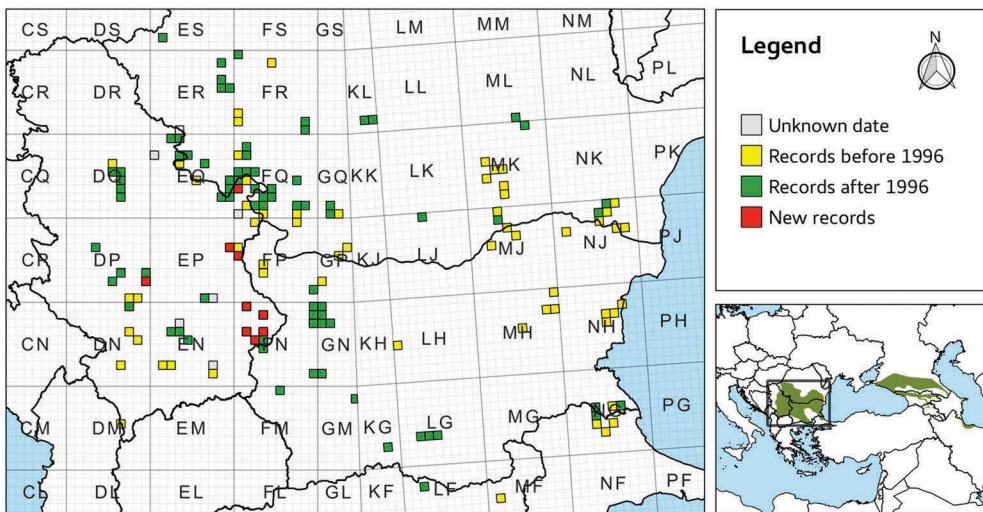 CS DS ES FS GS LM MM NM
CR DR ER FR KL LL ML NL PL
CQ DQ EQ FQ GQ KK LK MK NK PK
CP DP EP FP GP KJ LJ MJ NJ PJ
CN DN EN FN GN KH LH MH NH PH
CM DM EM FM GM KG LG MG NG PG
CL DL EL FL GL KF LF MF NF PF
Legend
N
Unknown date
Records before 1996
Records after 1996
New records